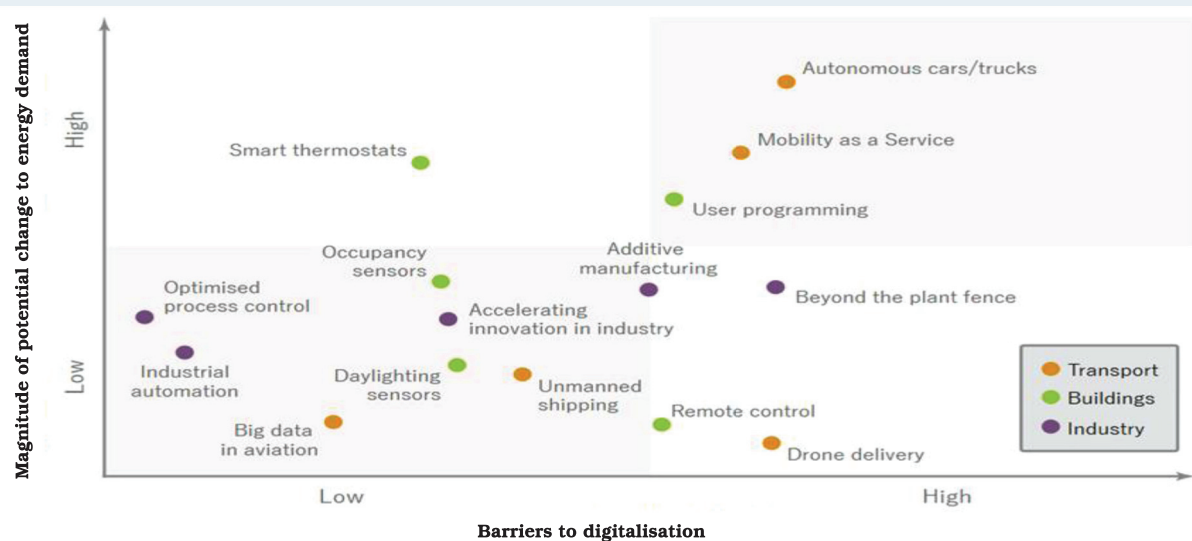 Magnitude of potential change to energy demand
High
Low
Autonomous cars/trucks
Mobility as a Service
Smart thermostats
User programming
Occupancy
sensors
Additive
manufacturing
Optimised
process control
Beyond the plant fence
Accelerating
innovation in industry
Industrial
automation
Daylighting
sensors
Unmanned
shipping
Big data
in aviation
Remote control
Drone delivery
Transport
Buildings
Industry
Low
High
Barriers to digitalisation